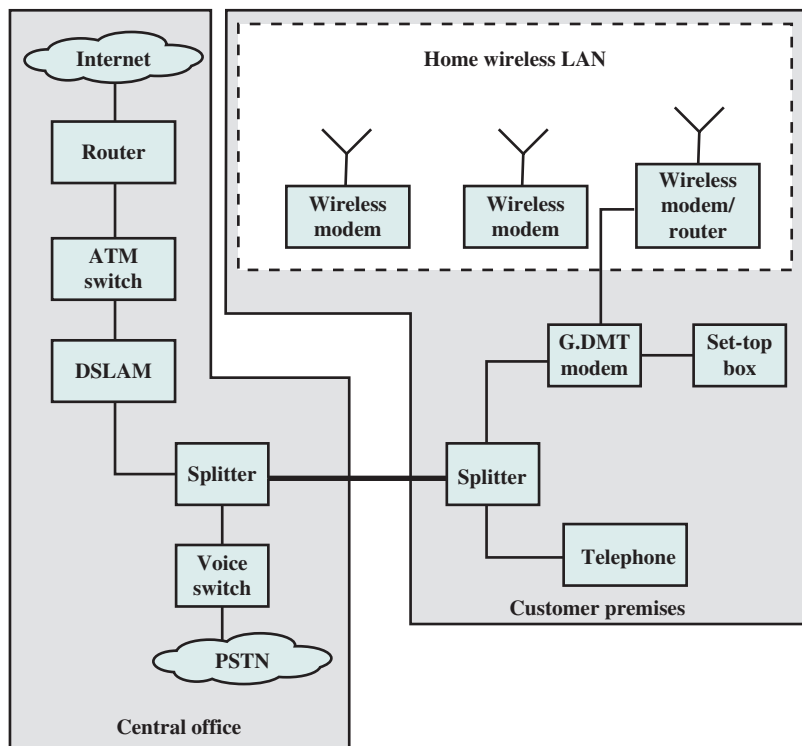 Internet
Router
ATM
switch
DSLAM
Splitter
Voice
switch
PSTN
Central office
Home wireless LAN
Wireless
modem
Wireless
modem
Wireless
modem/
router
G.DMT
modem
Set-top
box
Splitter
Telephone
Customer premises